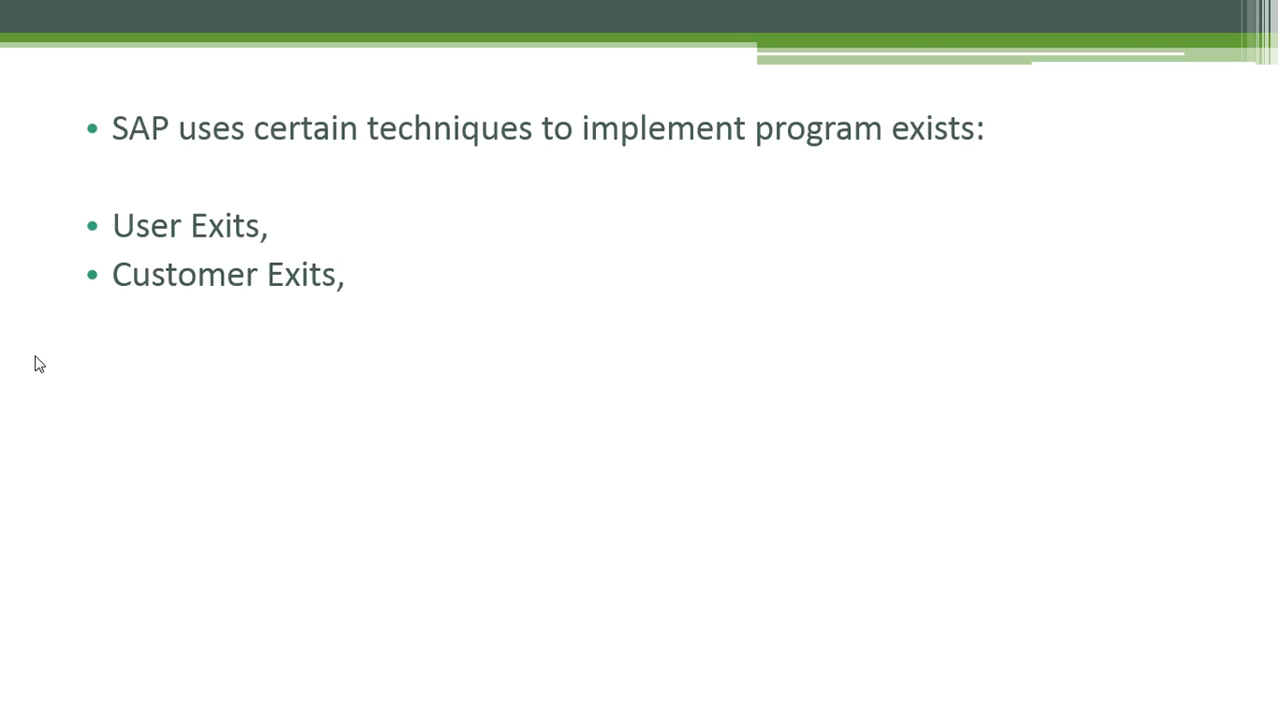 • SAP uses certain techniques to implement program exists:
• User Exits,
• Customer Exits,